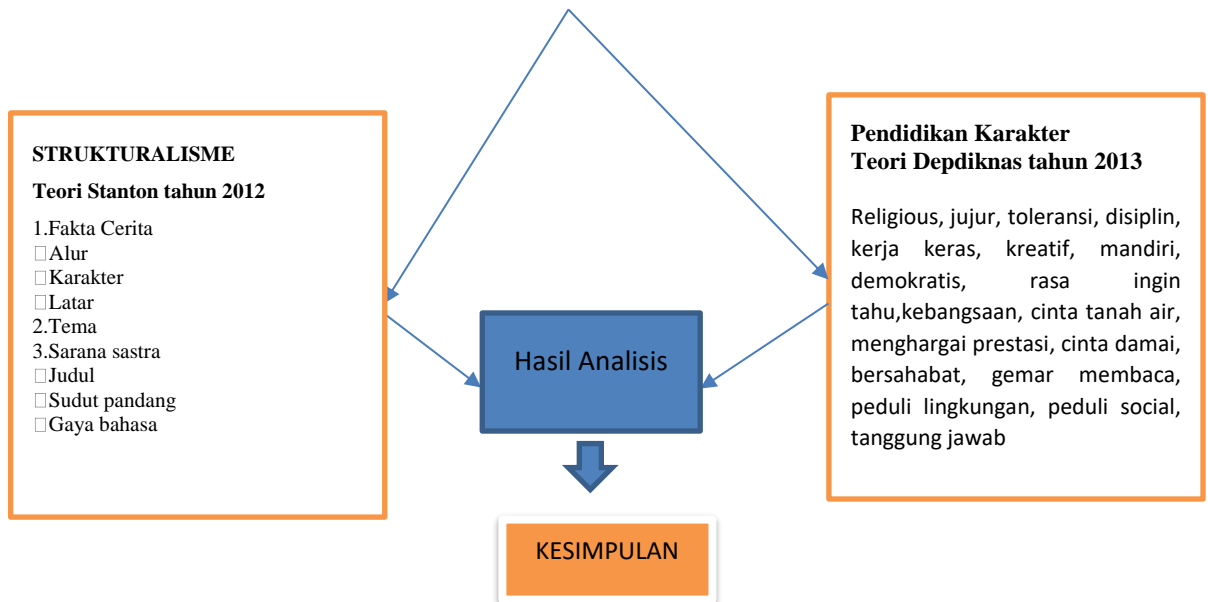 STRUKTURALISME
Teori Stanton tahun 2012
1.Fakta Cerita
□Alur
□Karakter
□Latar
2.Tema
3.Sarana sastra
□Judul
□Sudut pandang
□Gaya bahasa
Hasil Analisis
KESIMPULAN
Pendidikan Karakter
Teori Depdiknas tahun 2013
Religious, jujur, toleransi, disiplin,
kerja keras, kreatif, mandiri,
demokratis, rasa ingin
tahu,kebangsaan, cinta tanah air,
menghargai prestasi, cinta damai,
bersahabat, gemar membaca,
peduli lingkungan, peduli social,
tanggung jawab